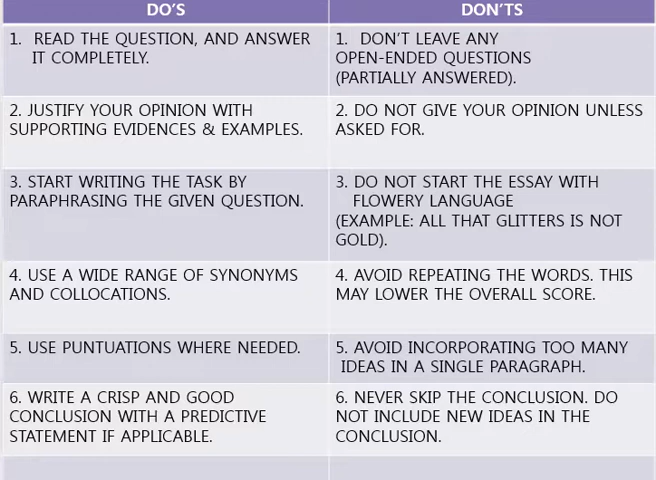 DO'S
DON'TS
1. READ THE QUESTION, AND ANSWER
IT COMPLETELY.
1. DON'T LEAVE ANY
OPEN-ENDED QUESTIONS
(PARTIALLY ANSWERED).
2. JUSTIFY YOUR OPINION WITH
SUPPORTING EVIDENCES & EXAMPLES.
2. DO NOT GIVE YOUR OPINION UNLESS
ASKED FOR.
3. START WRITING THE TASK BY
PARAPHRASING THE GIVEN QUESTION.
3. DO NOT START THE ESSAY WITH
FLOWERY LANGUAGE
(EXAMPLE: ALL THAT GLITTERS IS NOT
GOLD).
4. USE A WIDE RANGE OF SYNONYMS
AND COLLOCATIONS.
4. AVOID REPEATING THE WORDS. THIS
MAY LOWER THE OVERALL SCORE.
5. USE PUNTUATIONS WHERE NEEDED.
5. AVOID INCORPORATING TOO MANY
IDEAS IN A SINGLE PARAGRAPH.
6. WRITE A CRISP AND GOOD
CONCLUSION WITH A PREDICTIVE
STATEMENT IF APPLICABLE.
6. NEVER SKIP THE CONCLUSION. DO
NOT INCLUDE NEW IDEAS IN THE
CONCLUSION.